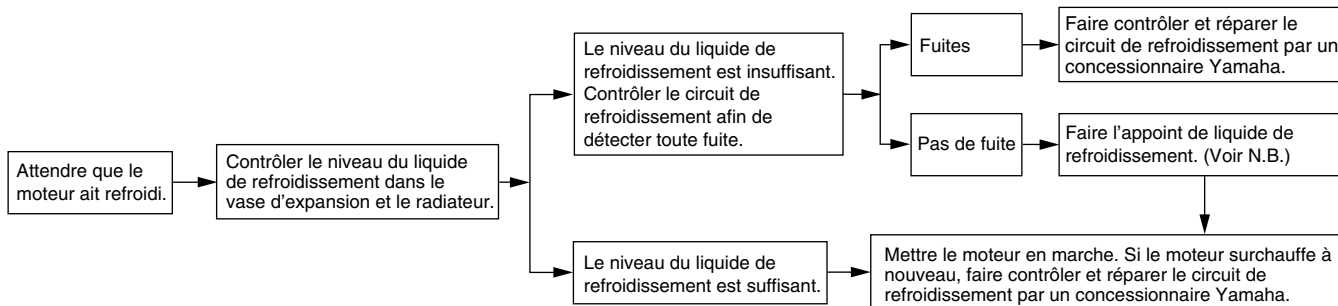 Attendre que le
moteur ait refroidi.
Contrôler le niveau du liquide
de refroidissement dans le
vase d'expansion et le radiateur.
Le niveau du liquide de
refroidissement est insuffisant.
Contrôler le circuit de
refroidissement afin de
détecter toute fuite.
Fuites
Faire contrôler et réparer le
circuit de refroidissement par un
concessionnaire Yamaha.
Pas de fuite
Faire l'appoint de liquide de
refroidissement. (Voir N.B.)
Le niveau du liquide de
refroidissement est suffisant.
Mettre le moteur en marche. Si le moteur surchauffe à
nouveau, faire contrôler et réparer le circuit de
refroidissement par un concessionnaire Yamaha.